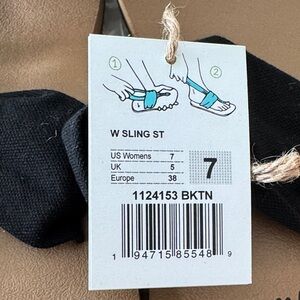 1
2
W SLING ST
US Womens 7
UK 5
Europe 38
7
1124153 BKTN
1 94715 85548 9